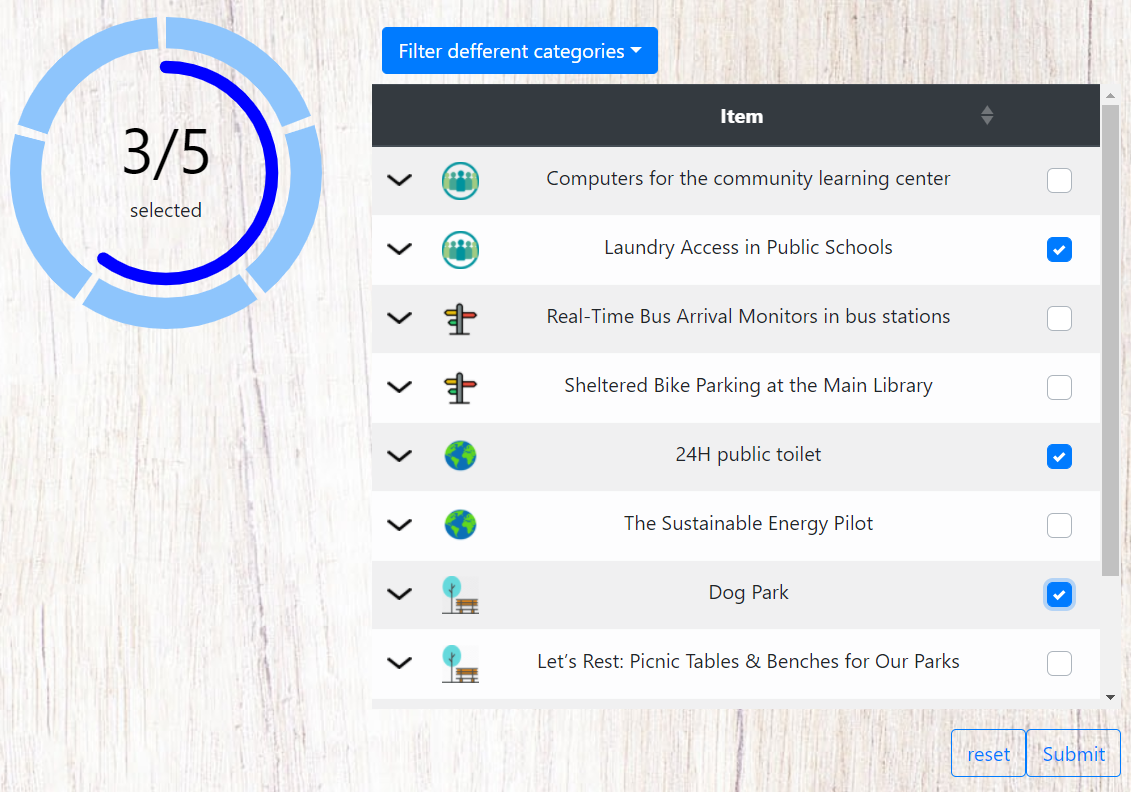 3/5
selected
Filter defferent categories
Item
Computers for the community learning center
Laundry Access in Public Schools
Real-Time Bus Arrival Monitors in bus stations
Sheltered Bike Parking at the Main Library
24H public toilet
The Sustainable Energy Pilot
Dog Park
Let’s Rest: Picnic Tables & Benches for Our Parks
reset
Submit